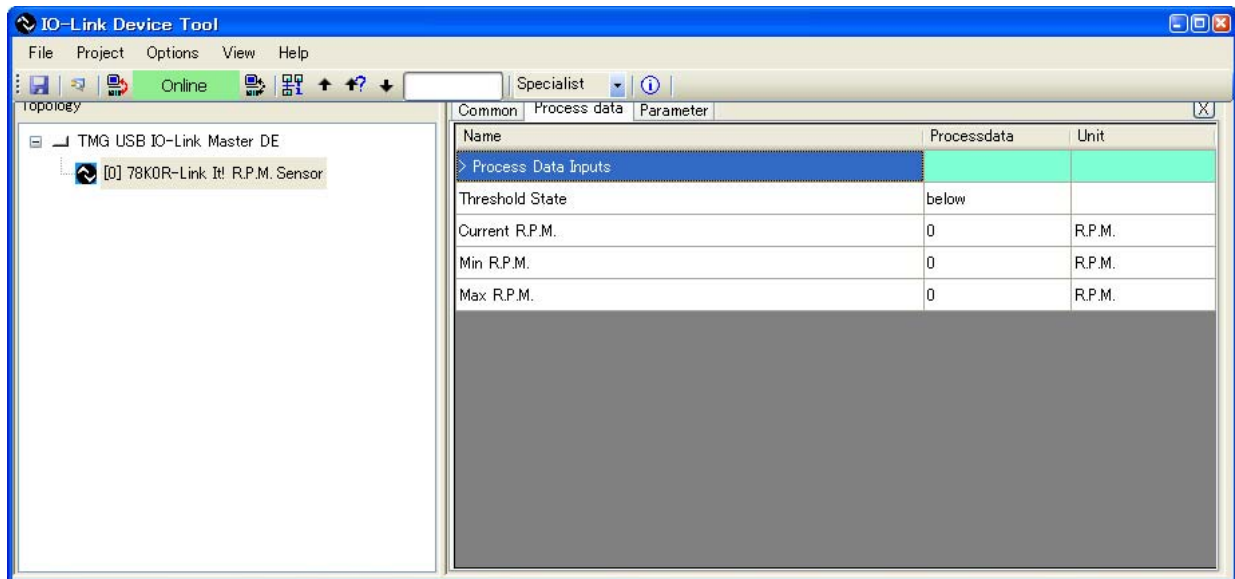 IO-Link Device Tool
File Project Options View Help
Online Specialist
Topology
TMG USB IO-Link Master DE
[0] 78K0R-Link It! R.P.M. Sensor
Common Process data Parameter
Name Processdata Unit
> Process Data Inputs
Threshold State below
Current R.P.M. 0 R.P.M.
Min R.P.M. 0 R.P.M.
Max R.P.M. 0 R.P.M.